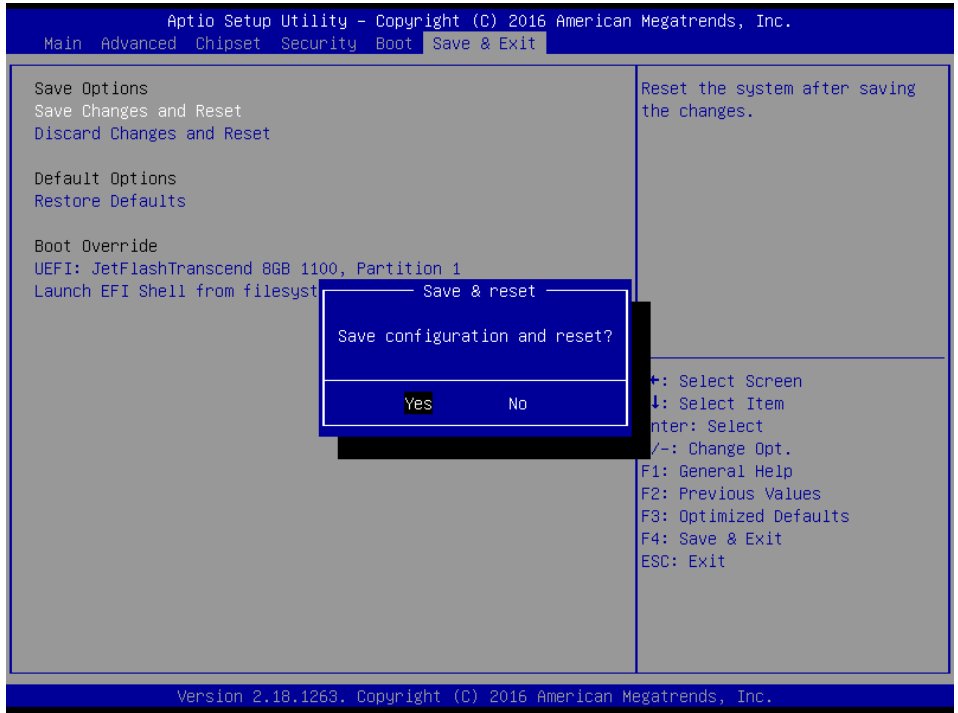 Aptio Setup Utility – Copyright (C) 2016 American Megatrends, Inc.
Main Advanced Chipset Security Boot Save & Exit
Save Options
Save Changes and Reset
Discard Changes and Reset
Default Options
Restore Defaults
Boot Override
UEFI: JetFlashTranscend 8GB 1100, Partition 1
Launch EFI Shell from filesyst
Save & reset
Save configuration and reset?
Yes No
Reset the system after saving
the changes.
: Select Screen
↓: Select Item
nter: Select
/-: Change Opt.
F1: General Help
F2: Previous Values
F3: Optimized Defaults
F4: Save & Exit
ESC: Exit
Version 2.18.1263. Copyright (C) 2016 American Megatrends, Inc.